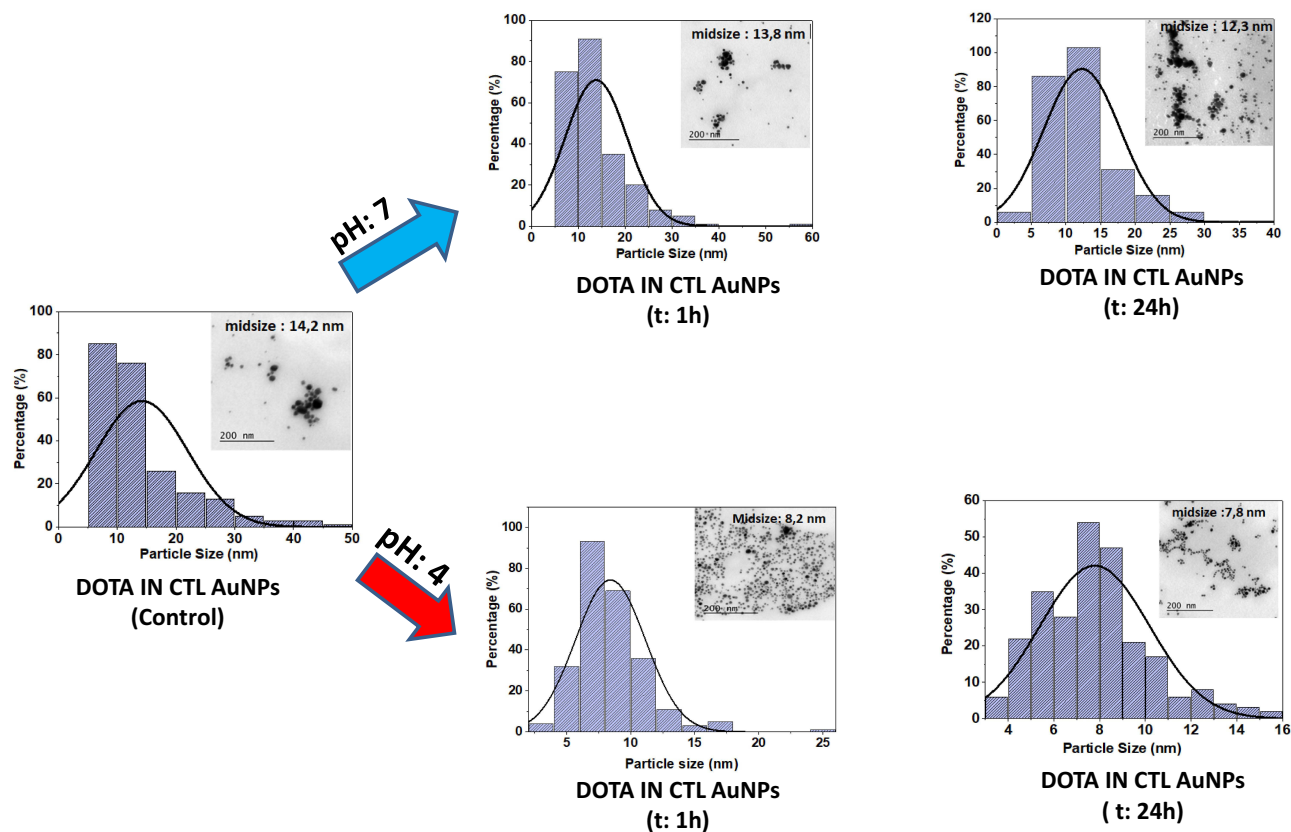 midsize : 13,8 nm
100
80
60
40
20
0
Percentage (%)
200 nm
0 10 20 30 40 50 60
Particle Size (nm)
DOTA IN CTL AuNPs
(t: 1h)
midsize : 12,3 nm
120
100
80
60
40
20
0
Percentage (%)
200 nm
0 5 10 15 20 25 30 35 40
Particle Size (nm)
DOTA IN CTL AuNPs
(t: 24h)
pH: 7
midsize : 14,2 nm
100
80
60
40
20
0
Percentage (%)
200 nm
0 10 20 30 40 50
Particle Size (nm)
DOTA IN CTL AuNPs
(Control)
pH: 4
Midsize: 8,2 nm
100
80
60
40
20
0
Percentage (%)
200 nm
5 10 15 20 25
Particle size (nm)
DOTA IN CTL AuNPs
(t: 1h)
midsize :7,8 nm
60
50
40
30
20
10
0
Percentage (%)
200 nm
4 6 8 10 12 14 16
Particle Size (nm)
DOTA IN CTL AuNPs
( t: 24h)